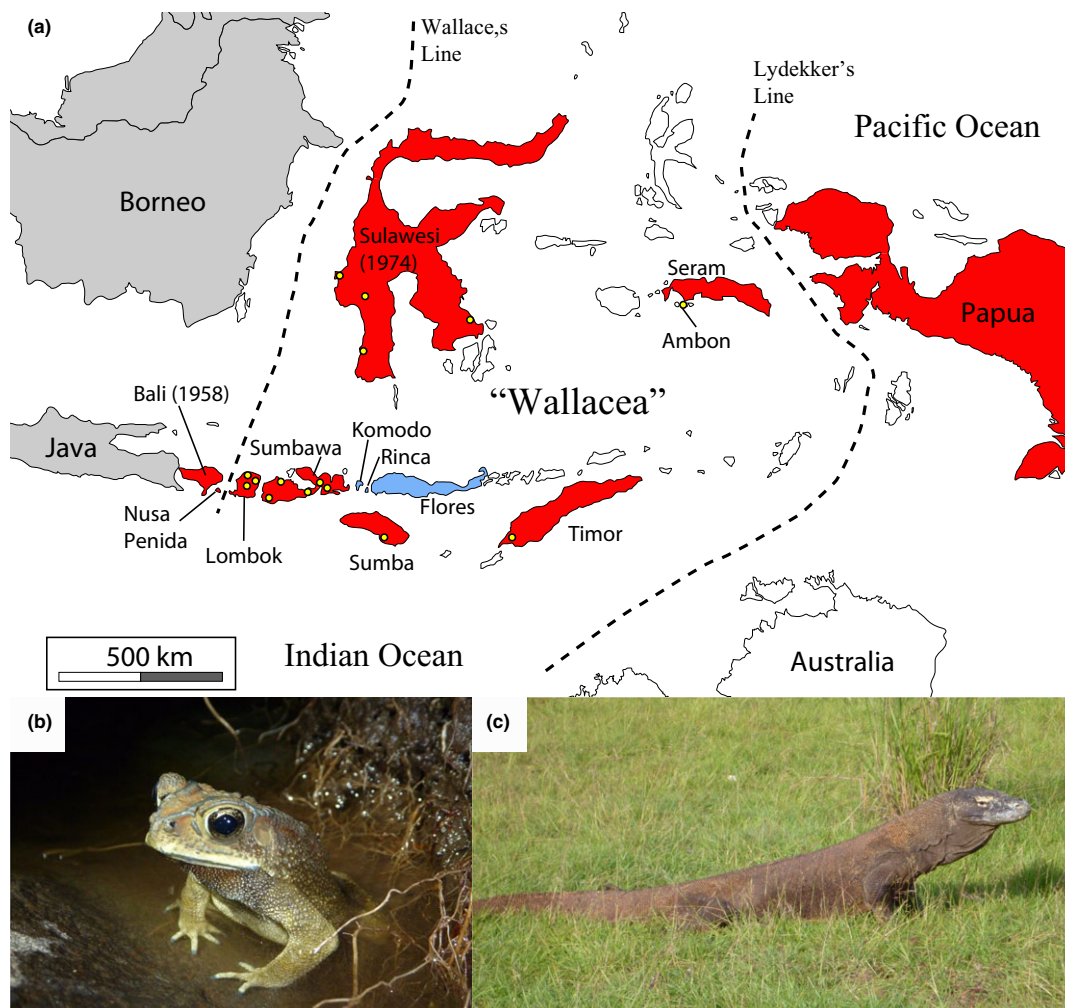 (a)
Wallace,s
Line
Lydekker's
Line
Pacific Ocean
Borneo
Sulawesi
(1974)
Seram
Ambon
Papua
"Wallacea"
Bali (1958)
Java
Sumbawa
Komodo
Rinca
Flores
Nusa
Penida
Lombok
Sumba
Timor
500 km
Indian Ocean
Australia
(b)
(c)